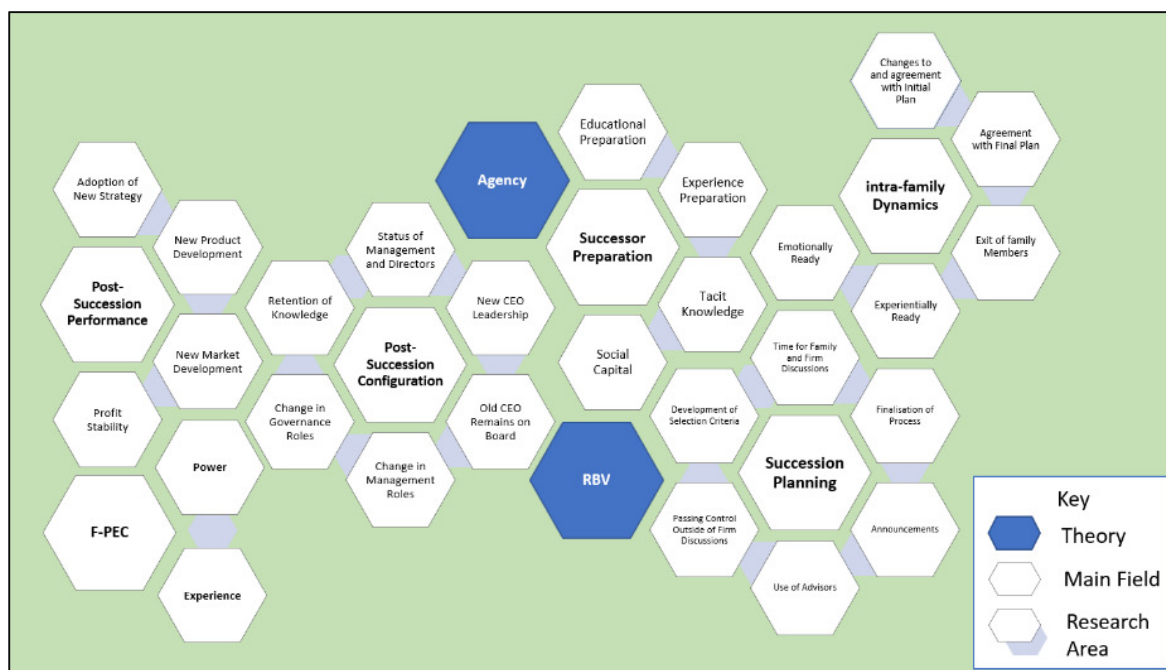 Changes to
and agreement
with Initial
Plan
Agreement
with Final Plan
intra-family
Dynamics
Exit of family
Members
Emotionally
Ready
Experientially
Ready
Educational
Preparation
Agency
Experience
Preparation
Successor
Preparation
Tacit
Knowledge
Social
Capital
Adoption of
New Strategy
New Product
Development
Post-
Succession
Performance
New Market
Development
Profit
Stability
Status of
Management
and Directors
Retention of
Knowledge
New CEO
Leadership
Post-
Succession
Configuration
Change in
Governance
Roles
Old CEO
Remains on
Board
Change in
Management
Roles
Power
F-PEC
Experience
RBV
Time for Family
and Firm
Discussions
Development of
Selection Criteria
Finalisation of
Process
Succession
Planning
Passing Control
Outside of Firm
Discussions
Announcements
Use of Advisors
Key
Theory
Main Field
Research
Area